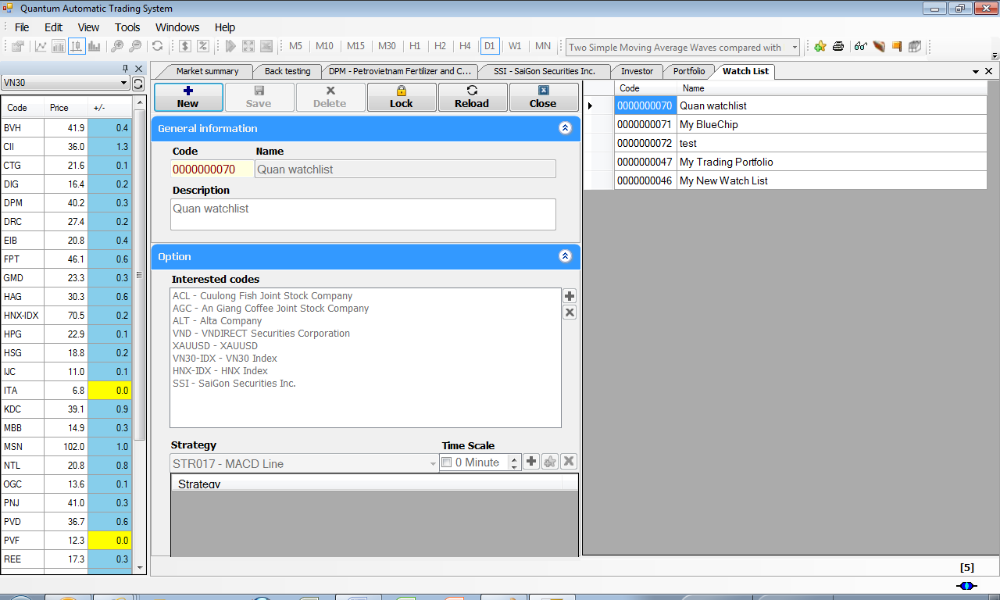 Quantum Automatic Trading System
File Edit View Tools Windows Help
$ % M5 M10 M15 M30 H1 H2 H4 D1 W1 MN Two Simple Moving Average Waves compared with
Market summary Back testing DPM - Petrovietnam Fertilizer and C... SSI - SaiGon Securities Inc. Investor Portfolio Watch List
VN30
Code Price +/-
BVH 41.9 0.4
CII 36.0 1.3
CTG 21.6 0.1
DIG 16.4 0.2
DPM 40.2 0.3
DRC 27.4 0.2
EIB 20.8 0.4
FPT 46.1 0.6
GMD 23.3 0.3
HAG 30.3 0.6
HNX-IDX 70.5 0.2
HPG 22.9 0.1
HSG 18.8 0.2
IJC 11.0 0.1
ITA 6.8 0.0
KDC 39.1 0.9
MBB 14.9 0.3
MSN 102.0 1.0
NTL 20.8 0.8
OGC 13.6 0.1
PNJ 41.0 0.3
PVD 36.7 0.6
PVF 12.3 0.0
REE 17.3 0.3
New Save Delete Lock Reload Close
General information
Code Name
0000000070 Quan watchlist
Description
Quan watchlist
Option
Interested codes
ACL - Cuulong Fish Joint Stock Company
AGC - An Giang Coffee Joint Stock Company
ALT - Alta Company
VND - VNDIRECT Securities Corporation
XAUUSD - XAUUSD
VN30-IDX - VN30 Index
HNX-IDX - HNX Index
SSI - SaiGon Securities Inc.
Strategy Time Scale
STR017 - MACD Line 0 Minute
Strategy
Code Name
0000000070 Quan watchlist
0000000071 My BlueChip
0000000072 test
0000000047 My Trading Portfolio
0000000046 My New Watch List
[5]